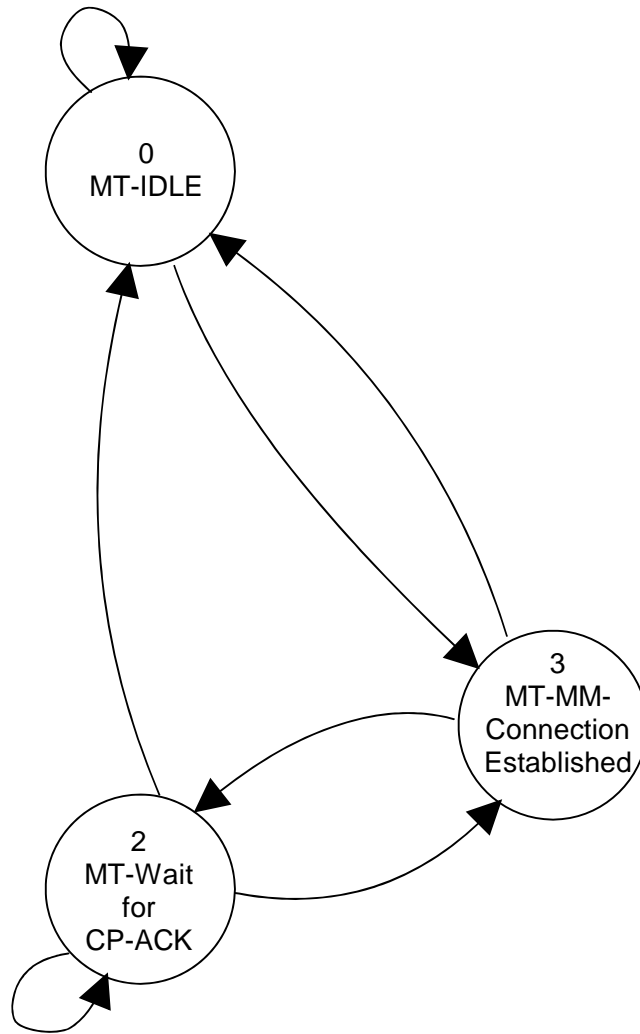 0
MT-IDLE
3
MT-MM-
Connection
Established
2
MT-Wait
for
CP-ACK